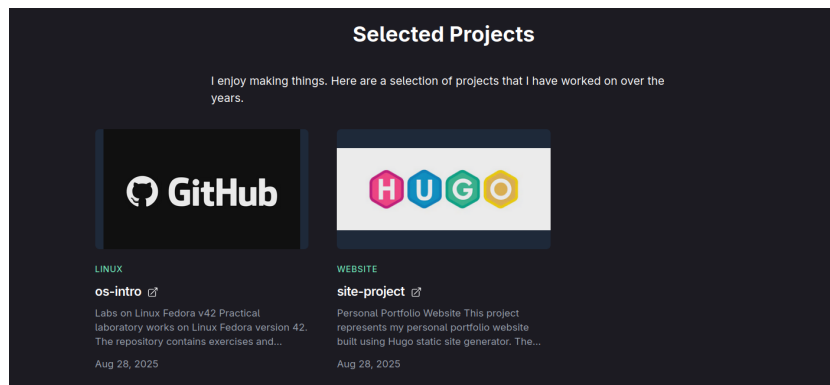 Selected Projects
I enjoy making things. Here are a selection of projects that I have worked on over the
years.
GitHub
HUGO
LINUX
os-intro
Labs on Linux Fedora v42 Practical
laboratory works on Linux Fedora version 42.
The repository contains exercises and...
Aug 28, 2025
WEBSITE
site-project
Personal Portfolio Website This project
represents my personal portfolio website
built using Hugo static site generator. The...
Aug 28, 2025